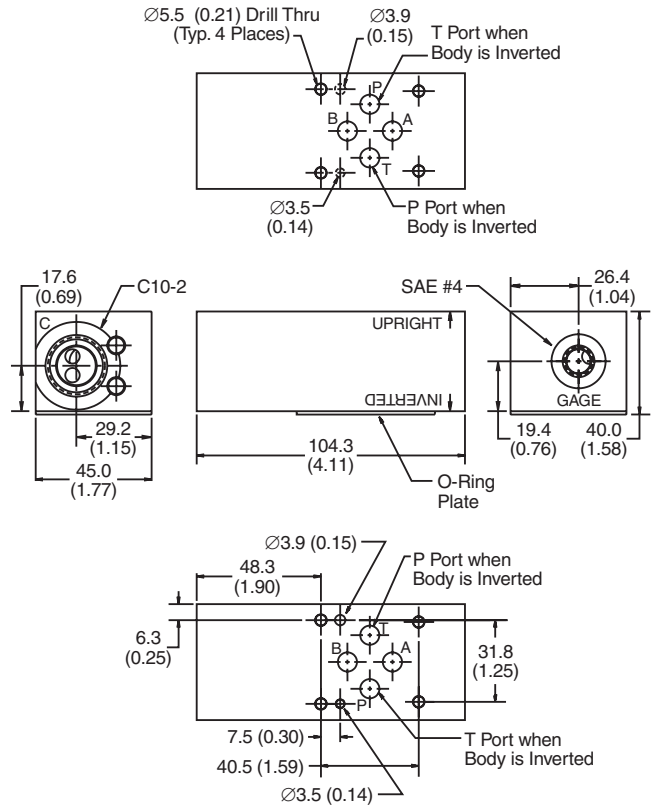 ∅5.5 (0.21) Drill Thru
(Typ. 4 Places)
∅3.9
(0.15)
T Port when
Body is Inverted
P
B
A
T
∅3.5
(0.14)
P Port when
Body is Inverted
17.6
(0.69)
C10-2
C
29.2
(1.15)
45.0
(1.77)
UPRIGHT
INVERTED
104.3
(4.11)
O-Ring
Plate
SAE #4
26.4
(1.04)
GAGE
19.4
(0.76)
40.0
(1.58)
∅3.9 (0.15)
48.3
(1.90)
P Port when
Body is Inverted
6.3
(0.25)
T
B
A
P
31.8
(1.25)
7.5 (0.30)
40.5 (1.59)
T Port when
Body is Inverted
∅3.5 (0.14)